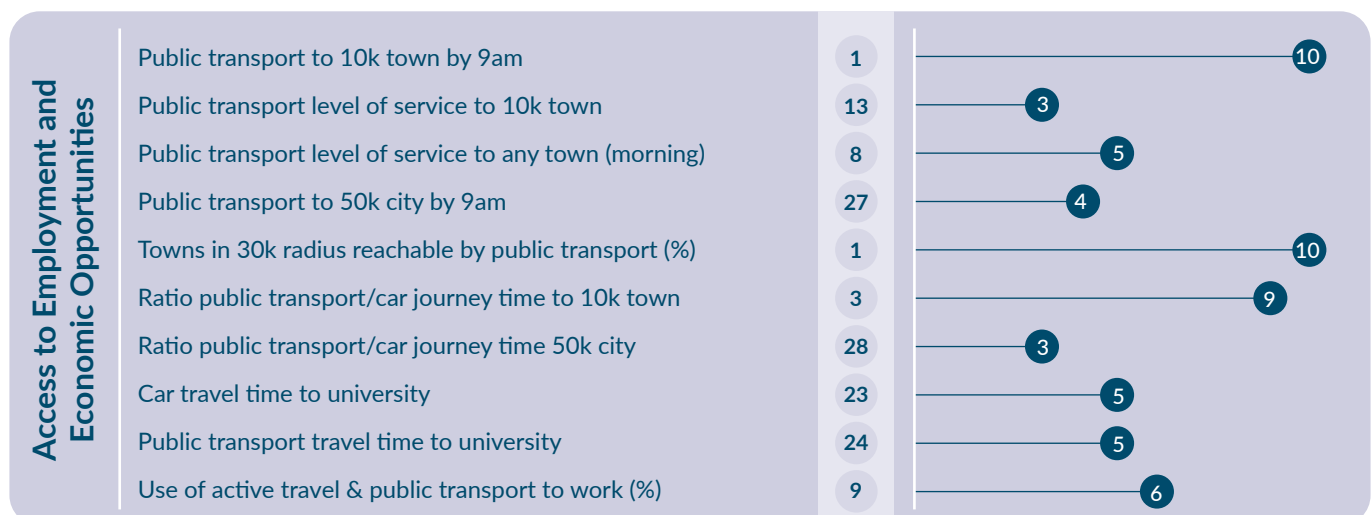 Access to Employment and
Economic Opportunities
Public transport to 10k town by 9am 1 10
Public transport level of service to 10k town 13 3
Public transport level of service to any town (morning) 8 5
Public transport to 50k city by 9am 27 4
Towns in 30k radius reachable by public transport (%) 1 10
Ratio public transport/car journey time to 10k town 3 9
Ratio public transport/car journey time 50k city 28 3
Car travel time to university 23 5
Public transport travel time to university 24 5
Use of active travel & public transport to work (%) 9 6